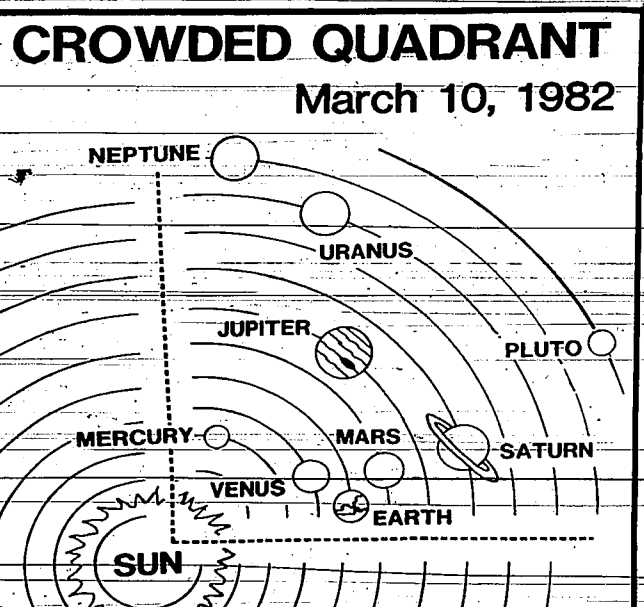 CROWDED QUADRANT
March 10, 1982
NEPTUNE
URANUS
JUPITER
PLUTO
MERCURY
MARS
SATURN
VENUS
EARTH
SUN